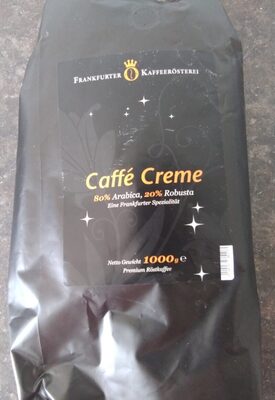 FRANKFURTER KAFFEERÖSTEREI
Caffé Creme
80% Arabica, 20% Robusta
Eine Frankfurter Spezialität
Netto Gewicht 1000g ℮
Premium Röstkaffee